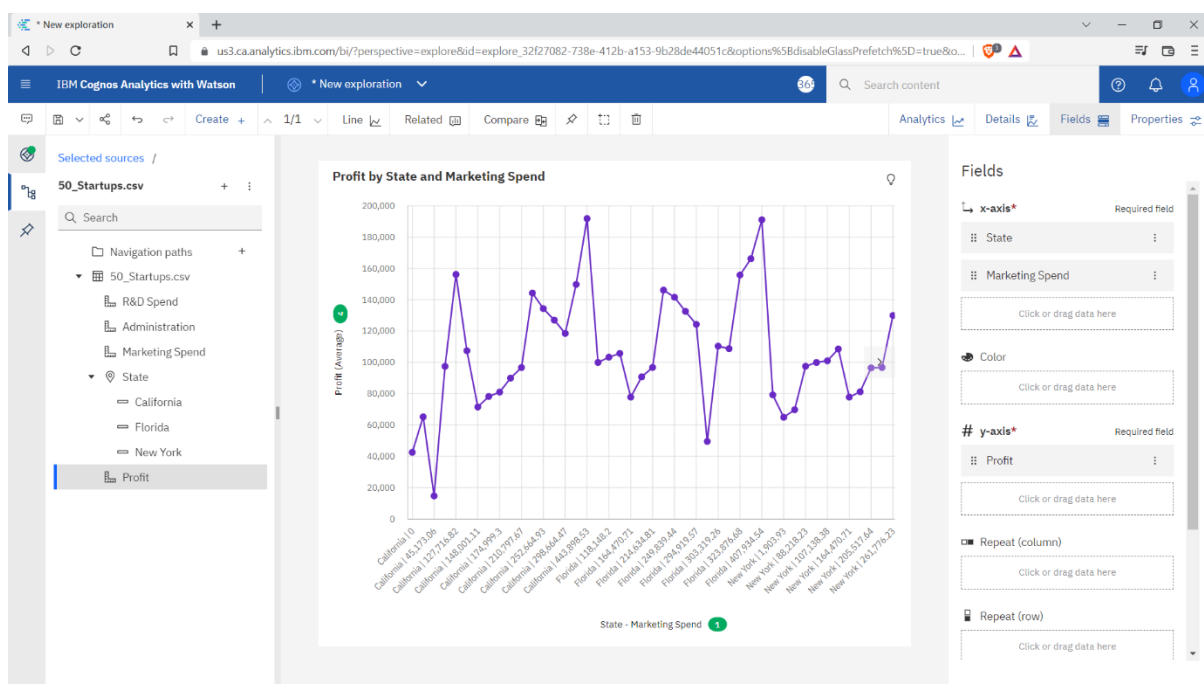 * New exploration
us3.ca.analytics.ibm.com/bi/?perspective=explore&id=explore_32f27082-738e-412b-a153-9b28de44051c&options%5BdisableGlassPrefetch%5D=true&o...
IBM Cognos Analytics with Watson
* New exploration
Search content
Create +
1/1
Line
Related
Compare
Analytics
Details
Fields
Properties
Selected sources /
50_Startups.csv
Search
Navigation paths
50_Startups.csv
R&D Spend
Administration
Marketing Spend
State
California
Florida
New York
Profit
Profit by State and Marketing Spend
Profit (Average)
200,000
180,000
160,000
140,000
120,000
100,000
80,000
60,000
40,000
20,000
0
California | 0
California | 45,173.06
California | 127,716.82
California | 148,001.11
California | 174,999.3
California | 210,797.67
California | 252,664.93
California | 298,664.47
California | 443,898.53
Florida | 118,148.2
Florida | 164,470.71
Florida | 214,634.81
Florida | 249,839.44
Florida | 294,919.57
Florida | 303,319.26
Florida | 323,876.68
Florida | 407,934.54
New York | 1,903.93
New York | 88,218.23
New York | 107,138.38
New York | 164,470.71
New York | 205,517.64
New York | 261,776.23
State - Marketing Spend 1
Fields
x-axis* Required field
State
Marketing Spend
Click or drag data here
Color
Click or drag data here
# y-axis* Required field
Profit
Click or drag data here
Repeat (column)
Click or drag data here
Repeat (row)
Click or drag data here